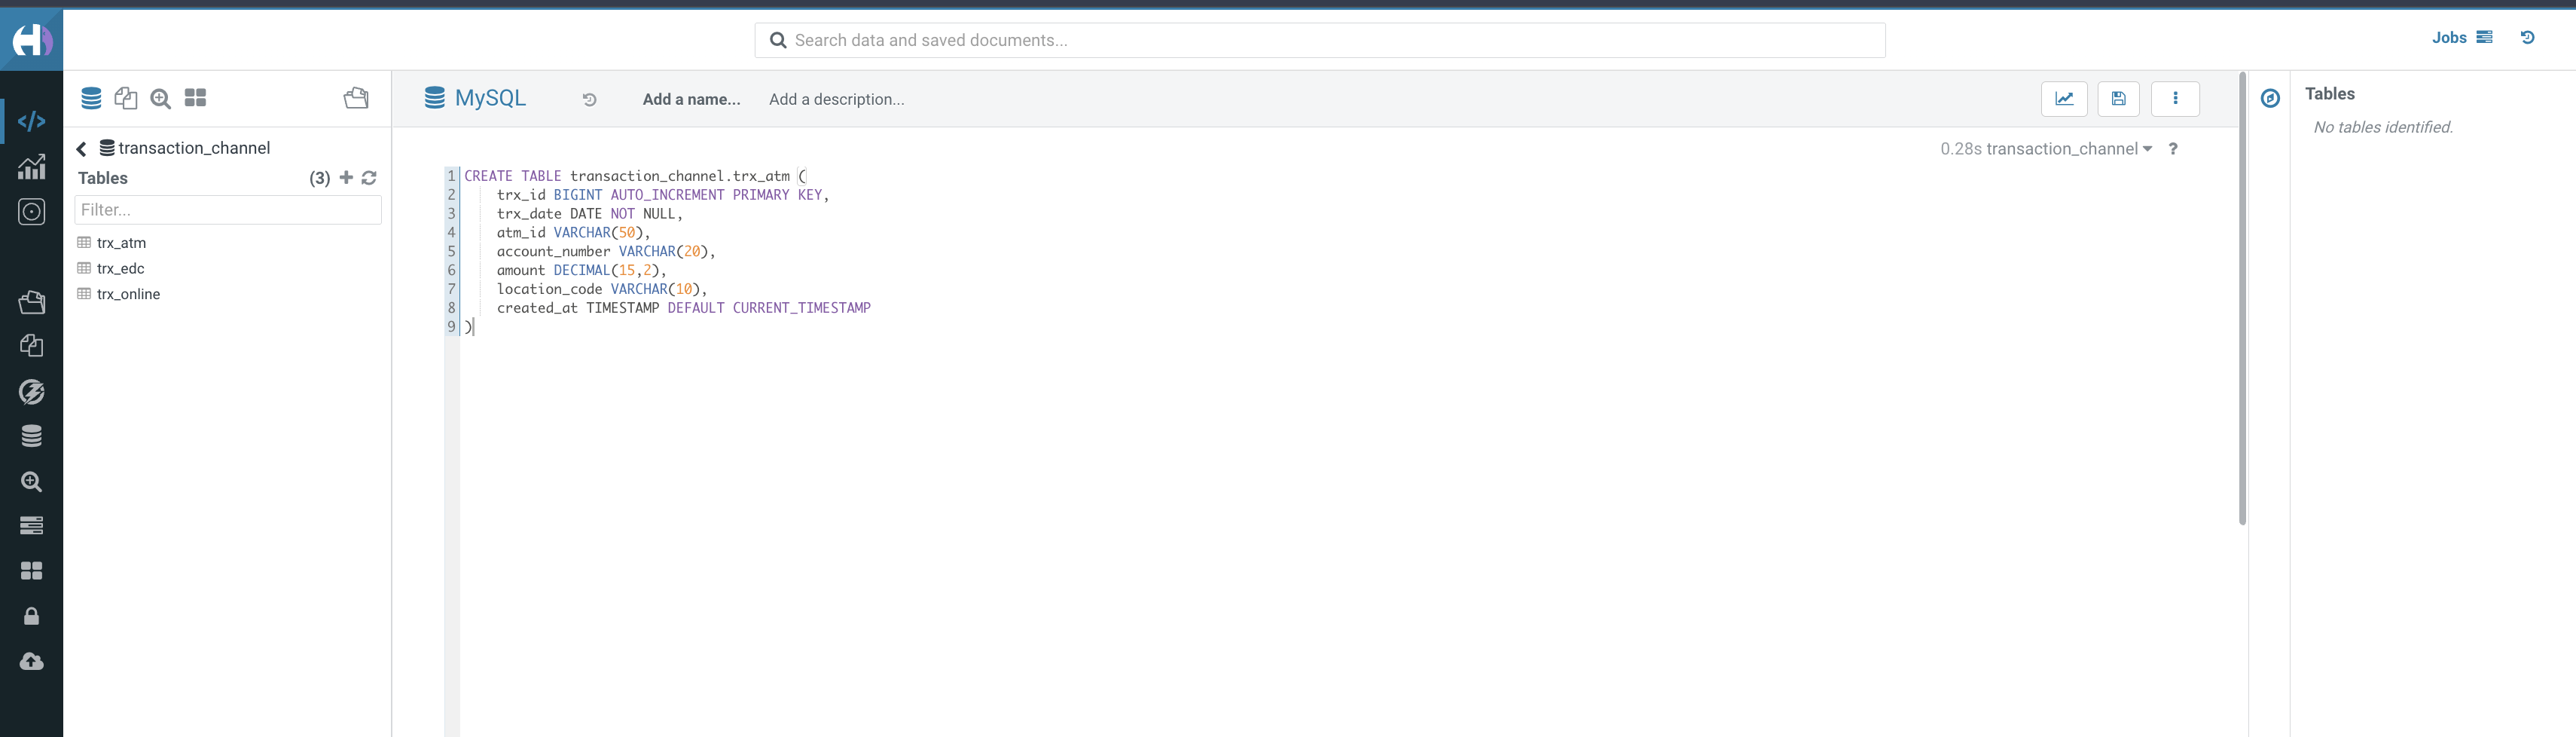 Search data and saved documents...
Jobs
MySQL
Add a name...
Add a description...
Tables
No tables identified.
transaction_channel
Tables
(3)
Filter...
trx_atm
trx_edc
trx_online
0.28s transaction_channel ?
1 CREATE TABLE transaction_channel.trx_atm (
2 trx_id BIGINT AUTO_INCREMENT PRIMARY KEY,
3 trx_date DATE NOT NULL,
4 atm_id VARCHAR(50),
5 account_number VARCHAR(20),
6 amount DECIMAL(15,2),
7 location_code VARCHAR(10),
8 created_at TIMESTAMP DEFAULT CURRENT_TIMESTAMP
9 )